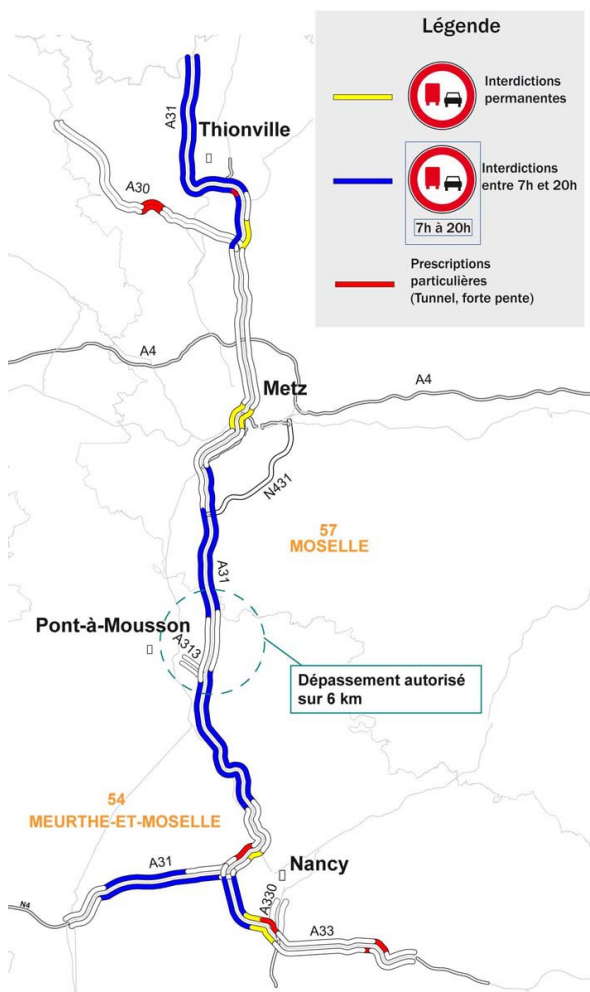 Légende
Interdictions
permanentes
Interdictions
entre 7h et 20h
7h à 20h
Prescriptions
particulières
(Tunnel, forte pente)
A31
Thionville
A30
A4
Metz
A4
N431
57
MOSELLE
A31
Pont-à-Mousson
A313
Dépassement autorisé
sur 6 km
54
MEURTHE-ET-MOSELLE
A31
Nancy
N4
A330
A33